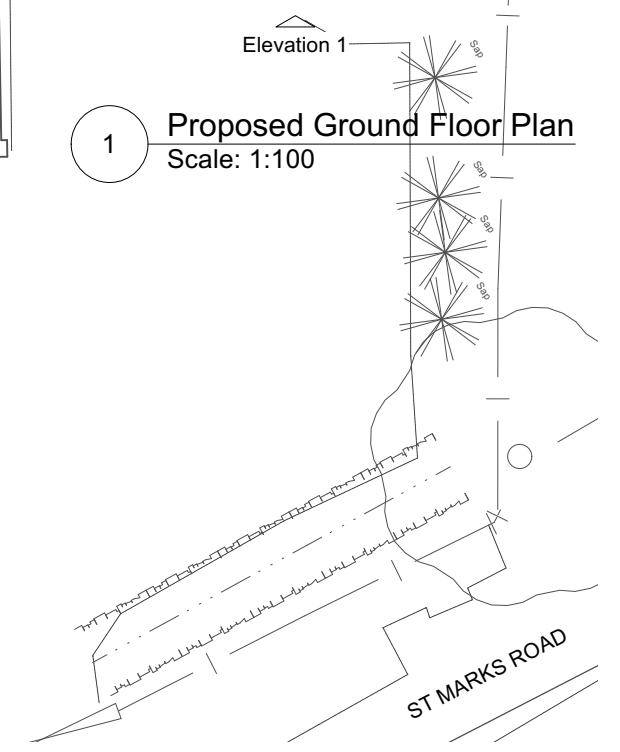 Sap
Elevation 1
1
Proposed Ground Floor Plan
Scale: 1:100
Sap
Sap
Sap
ST MARKS ROAD